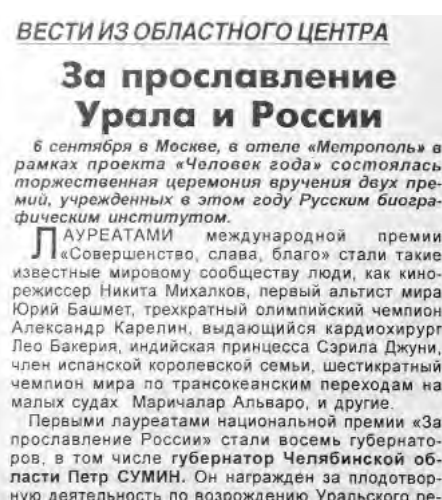 ВЕСТИ ИЗ ОБЛАСТНОГО ЦЕНТРА
За прославление
Урала и России
6 сентября в Москве, в отеле «Метрополь» в
рамках проекта «Человек года» состоялась
торжественная церемония вручения двух пре-
мий, учрежденных в этом году Русским биогра-
фическим институтом.
ЛАУРЕАТАМИ международной премии
«Совершенство, слава, благо» стали такие
известные мировому сообществу люди, как кино-
режиссер Никита Михалков, первый альтист мира
Юрий Башмет, трехкратный олимпийский чемпион
Александр Карелин, выдающийся кардиохирург
Лео Бакерия, индийская принцесса Сэрила Джуни,
член испанской королевской семьи, шестикратный
чемпион мира по трансокеанским переходам на
малых судах Маричалар Альваро, и другие.
Первыми лауреатами национальной премии «За
прославление России» стали восемь губернато-
ров, в том числе губернатор Челябинской об-
ласти Петр СУМИН. Он награжден за плодотвор-
ную деятельность по возрождению Уральского ре-